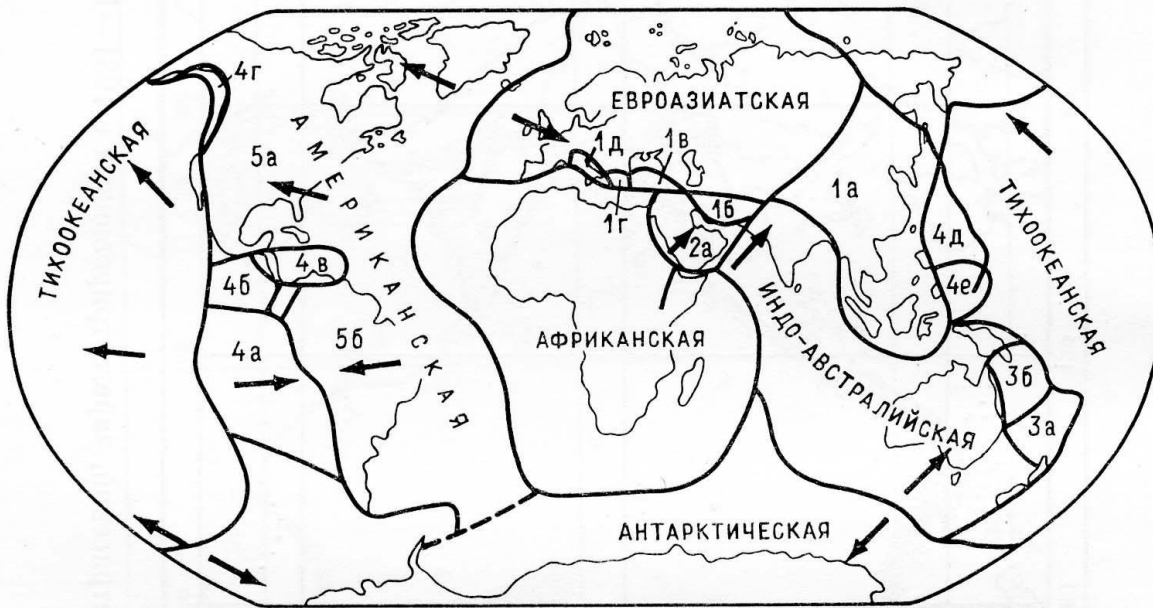 4г
ТИХООКЕАНСКАЯ
АМЕРИКАНСКАЯ
5а
4в
4б
4а
5б
ЕВРОАЗИАТСКАЯ
1д
1в
1г
1б
2а
1а
АФРИКАНСКАЯ
ИНДО-АВСТРАЛИЙСКАЯ
4д
4е
ТИХООКЕАНСКАЯ
3б
3а
АНТАРКТИЧЕСКАЯ